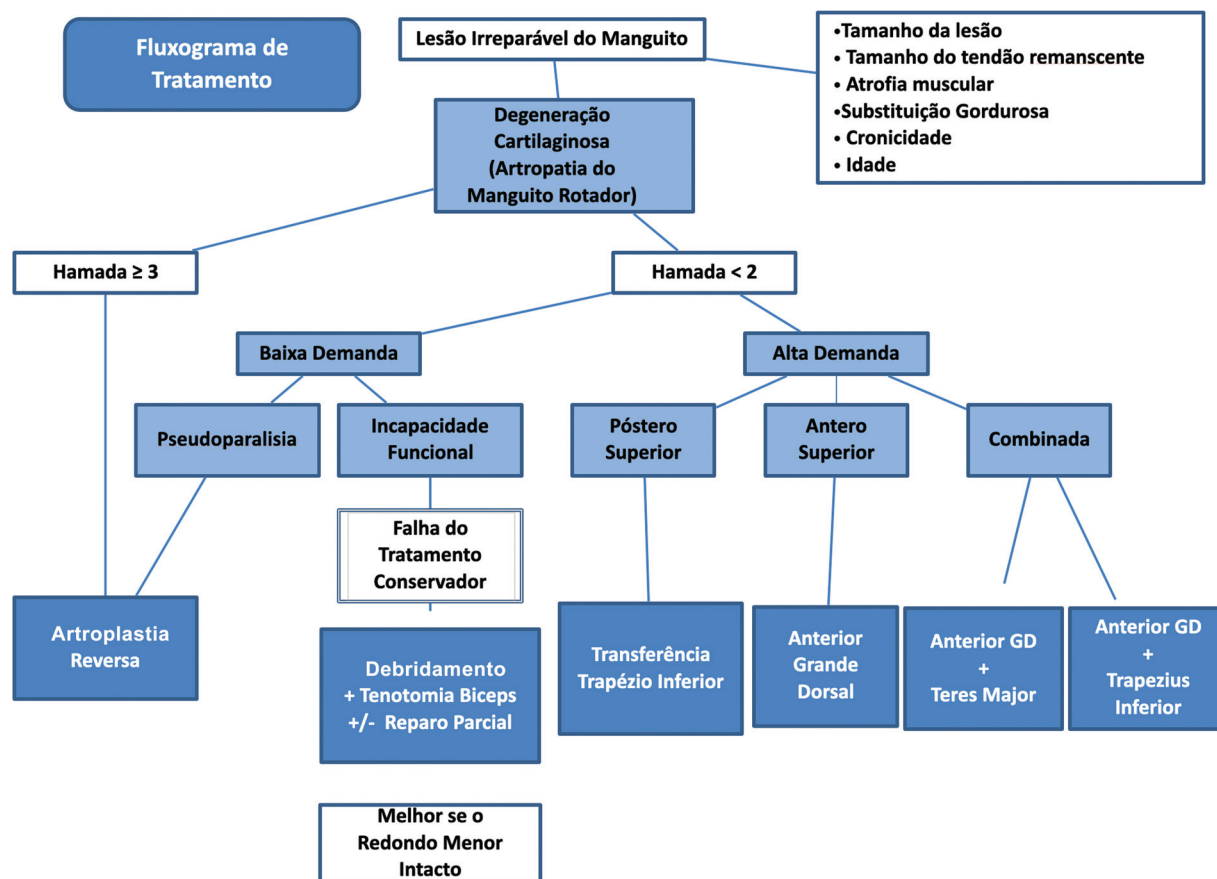 Fluxograma de
Tratamento
Lesão Irreparável do Manguito
•Tamanho da lesão
• Tamanho do tendão remanscente
• Atrofia muscular
•Substituição Gordurosa
• Cronicidade
• Idade
Degeneração
Cartilaginosa
(Artropatia do
Manguito Rotador)
Hamada ≥ 3
Hamada < 2
Baixa Demanda
Alta Demanda
Pseudoparalisia
Incapacidade
Funcional
Póstero
Superior
Antero
Superior
Combinada
Falha do
Tratamento
Conservador
Artroplastia
Reversa
Debridamento
+ Tenotomia Biceps
+/- Reparo Parcial
Transferência
Trapézio Inferior
Anterior
Grande
Dorsal
Anterior GD
+
Teres Major
Anterior GD
+
Trapezius
Inferior
Melhor se o
Redondo Menor
Intacto